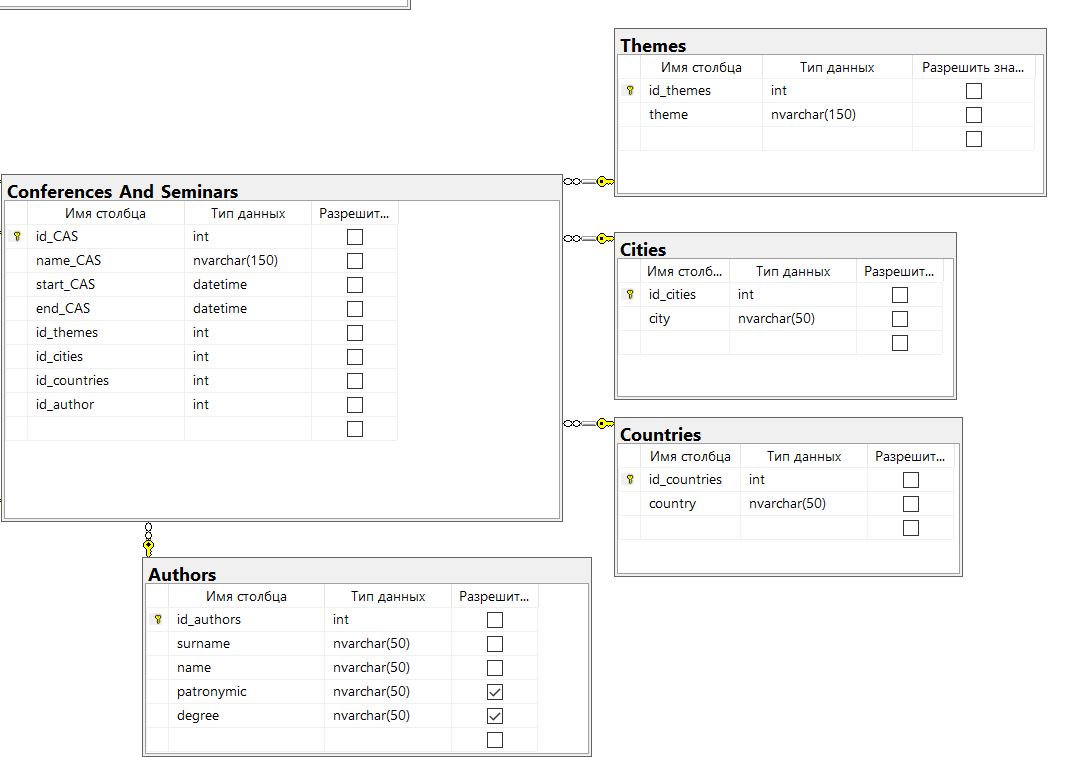 Themes
Имя столбца Тип данных Разрешить зна...
id_themes int
theme nvarchar(150)
Conferences And Seminars
Имя столбца Тип данных Разрешит...
id_CAS int
name_CAS nvarchar(150)
start_CAS datetime
end_CAS datetime
id_themes int
id_cities int
id_countries int
id_author int
Cities
Имя столб... Тип данных Разрешит...
id_cities int
city nvarchar(50)
Countries
Имя столбца Тип данных Разрешит...
id_countries int
country nvarchar(50)
Authors
Имя столбца Тип данных Разрешит...
id_authors int
surname nvarchar(50)
name nvarchar(50)
patronymic nvarchar(50)
degree nvarchar(50)